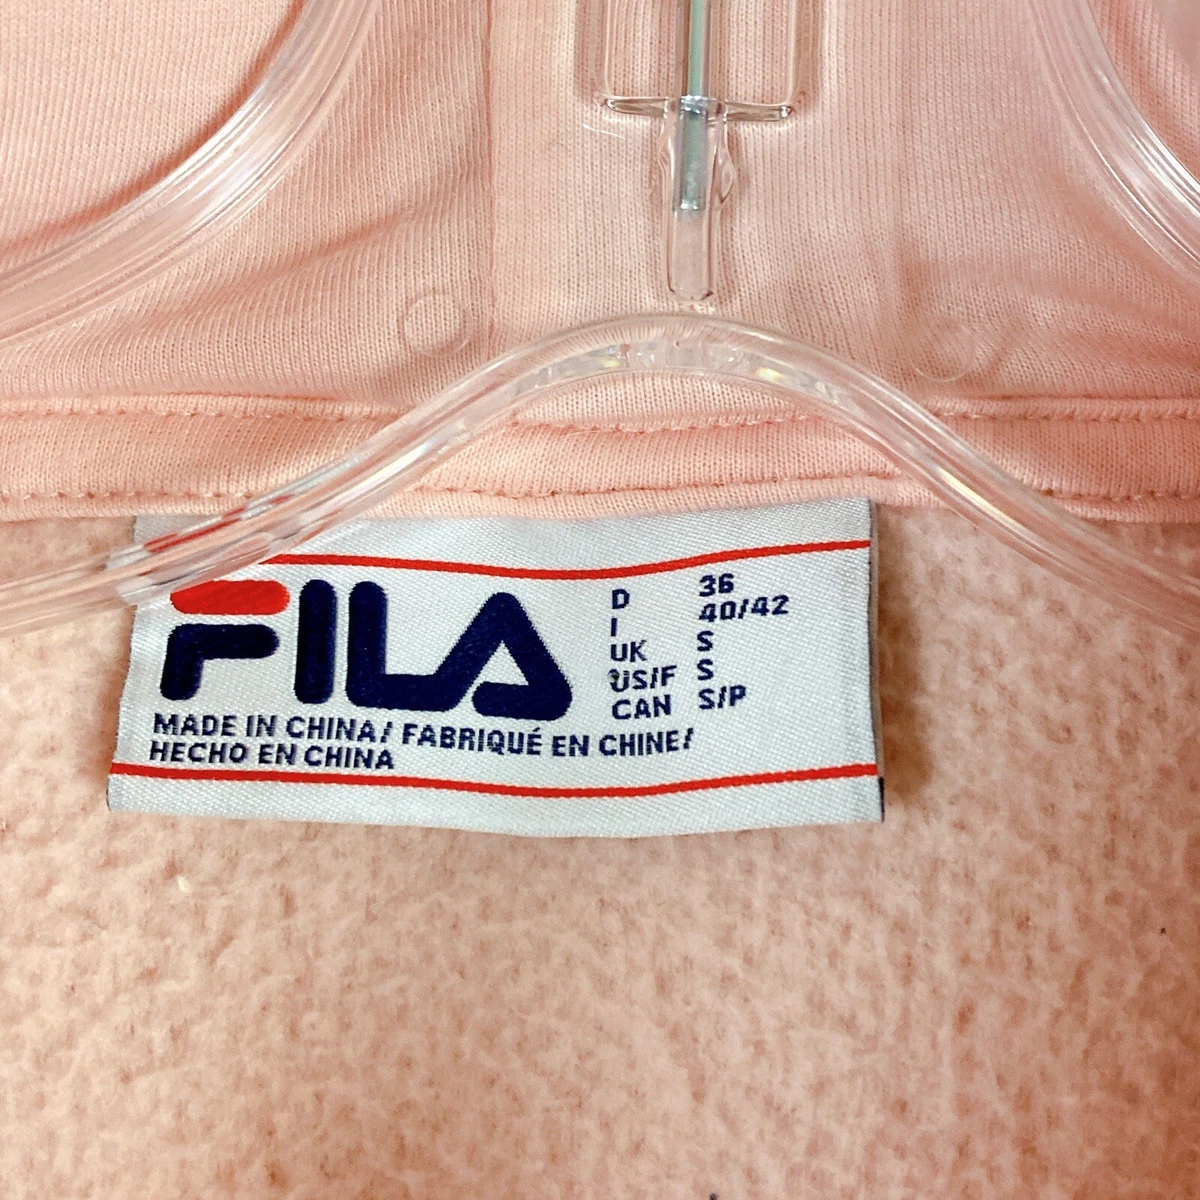 FILA
MADE IN CHINA/ FABRIQUÉ EN CHINE/
HECHO EN CHINA
D 36
I 40/42
UK S
US/F S
CAN S/P